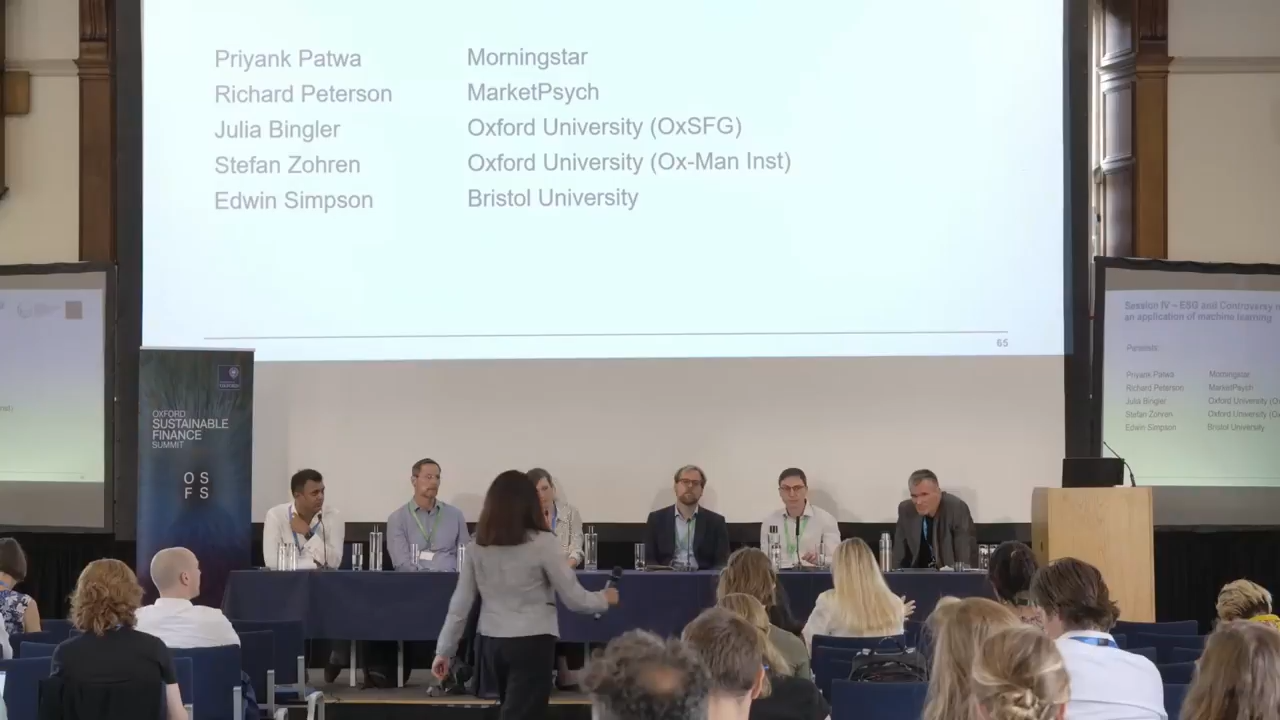 Priyank Patwa Morningstar
Richard Peterson MarketPsych
Julia Bingler Oxford University (OxSFG)
Stefan Zohren Oxford University (Ox-Man Inst)
Edwin Simpson Bristol University
65
OXFORD
SUSTAINABLE
FINANCE
SUMMIT
O S
F S
Session IV – ESG and Controversy
an application of machine learning
Panelists
Priyank Patwa Morningstar
Richard Peterson MarketPsych
Julia Bingler Oxford University
Stefan Zohren Oxford University
Edwin Simpson Bristol University